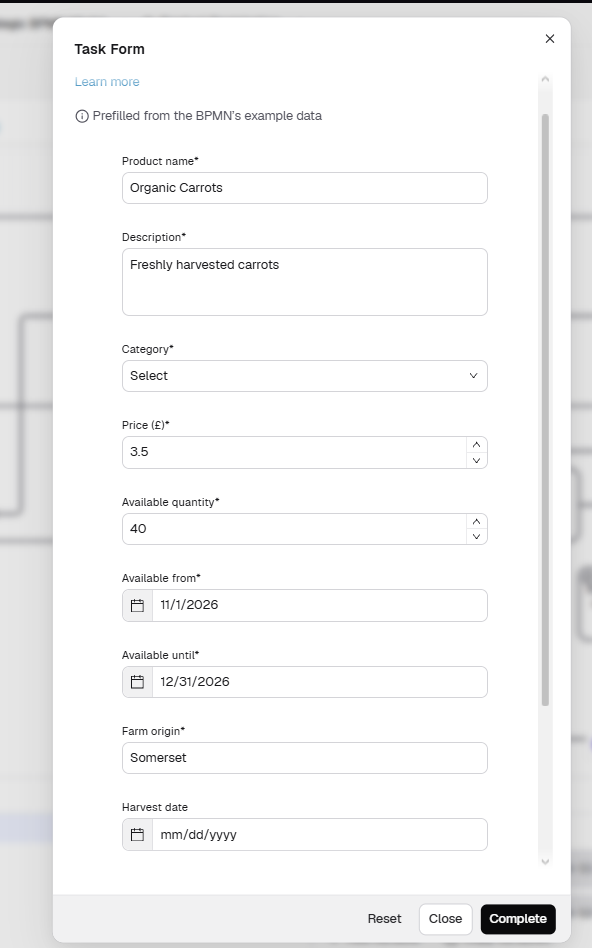 Task Form
Learn more
Prefilled from the BPMN's example data
Product name*
Organic Carrots
Description*
Freshly harvested carrots
Category*
Select
Price (£)*
3.5
Available quantity*
40
Available from*
11/1/2026
Available until*
12/31/2026
Farm origin*
Somerset
Harvest date
mm/dd/yyyy
Reset Close Complete